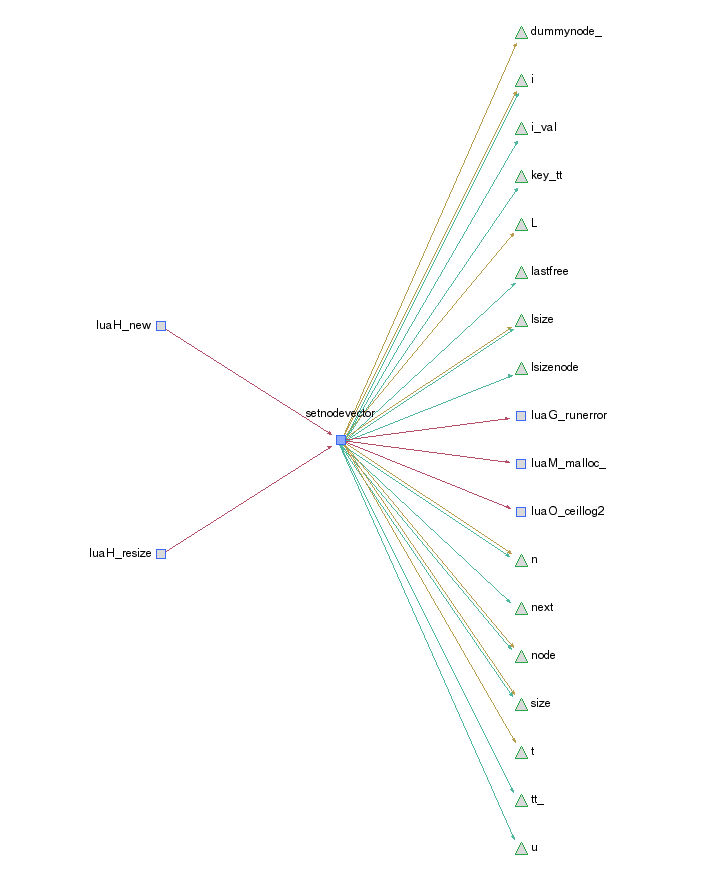 dummynode_
i
i_val
key_tt
L
lastfree
lsize
lsizenode
luaG_runerror
luaM_malloc_
luaO_ceillog2
n
next
node
size
t
tt_
u
luaH_new
setnodevector
luaH_resize